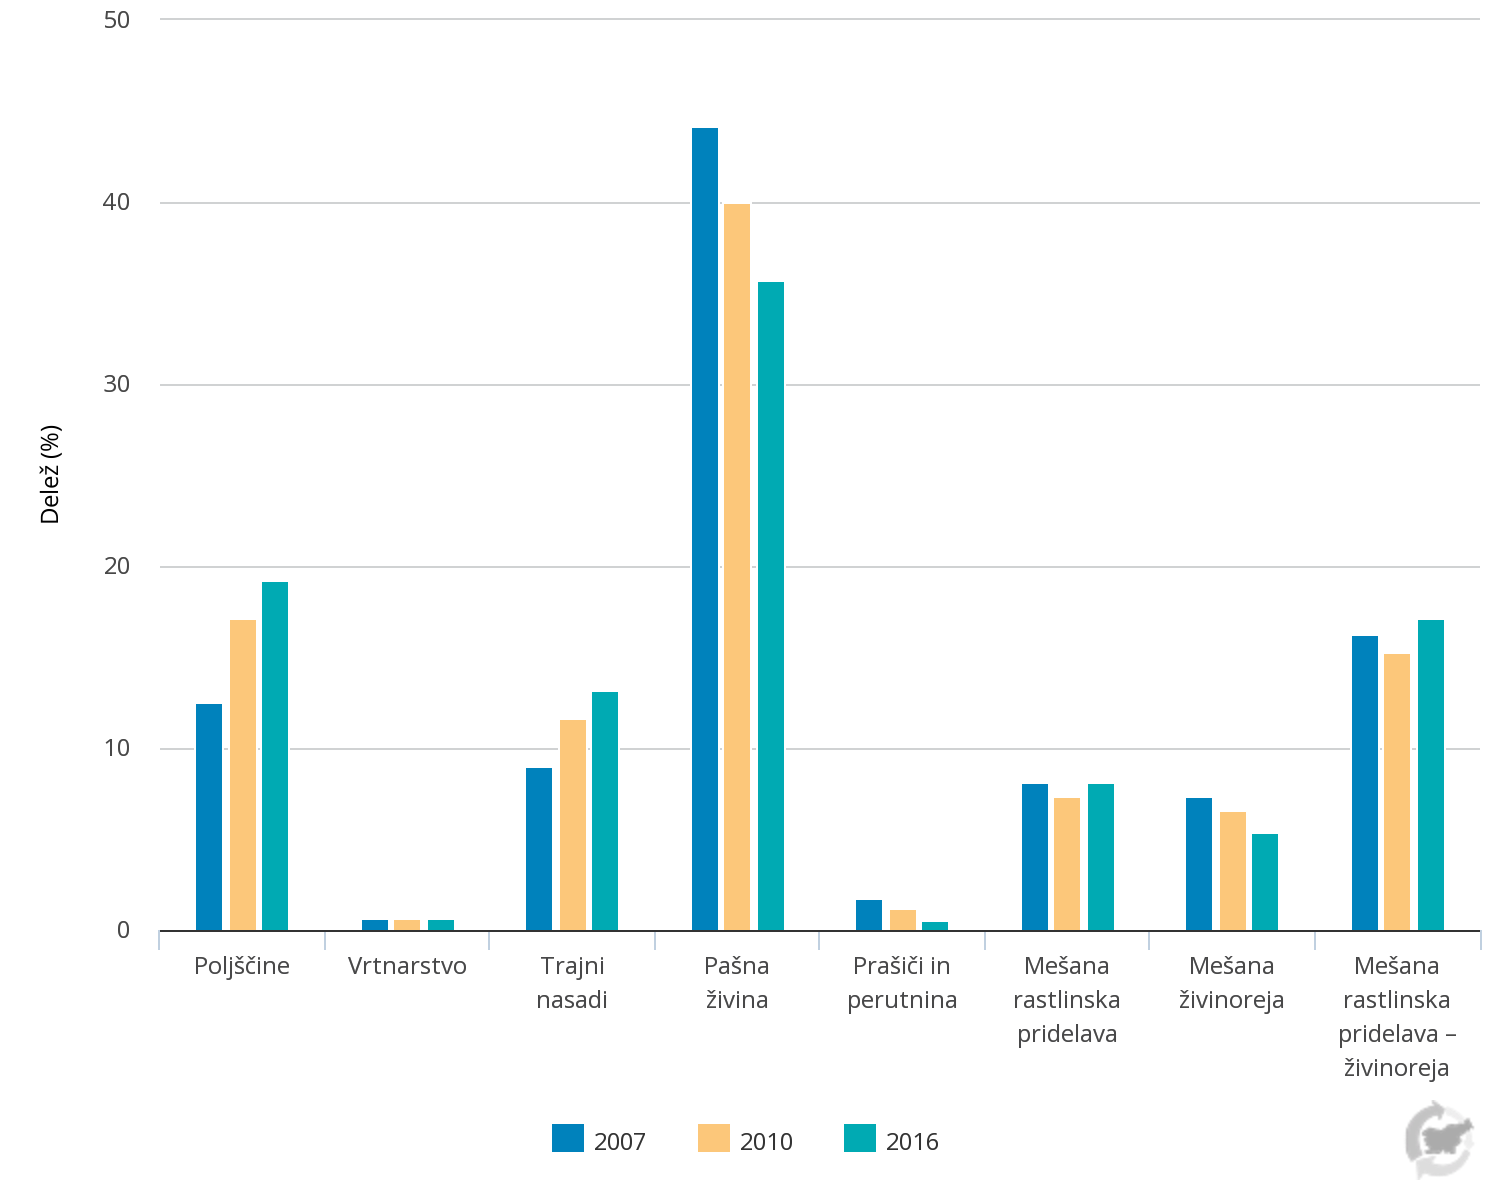 50
40
30
20
10
0
Delež (%)
Poljščine
Vrtnarstvo
Trajni
nasadi
Pašna
živina
Prašiči in
perutnina
Mešana
rastlinska
pridelava
Mešana
živinoreja
Mešana
rastlinska
pridelava –
živinoreja
2007
2010
2016